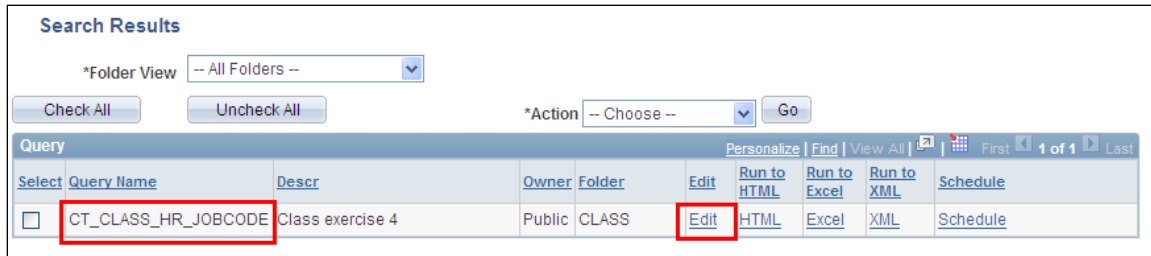 Search Results
*Folder View -- All Folders --
Check All Uncheck All *Action -- Choose -- Go
Query Personalize | Find | View All | | First 1 of 1 Last
Select Query Name Descr Owner Folder Edit Run to HTML Run to Excel Run to XML Schedule
CT_CLASS_HR_JOBCODE Class exercise 4 Public CLASS Edit HTML Excel XML Schedule